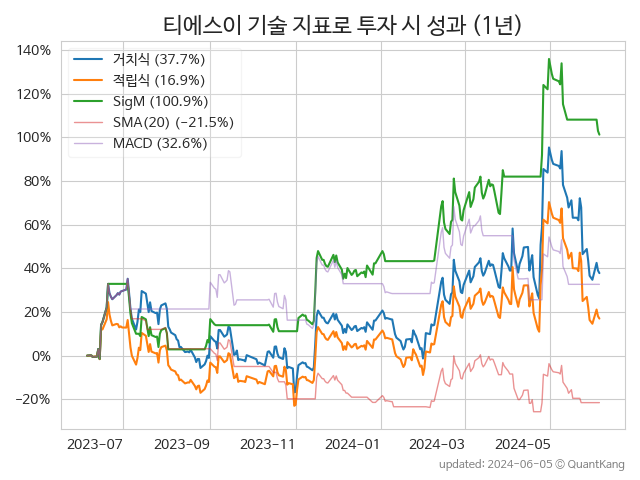 티에스이 기술 지표로 투자 시 성과 (1년)
거치식 (37.7%)
적립식 (16.9%)
SigM (100.9%)
SMA(20) (−21.5%)
MACD (32.6%)
140%
120%
100%
80%
60%
40%
20%
0%
−20%
2023-07 2023-09 2023-11 2024-01 2024-03 2024-05
updated: 2024-06-05 © QuantKang